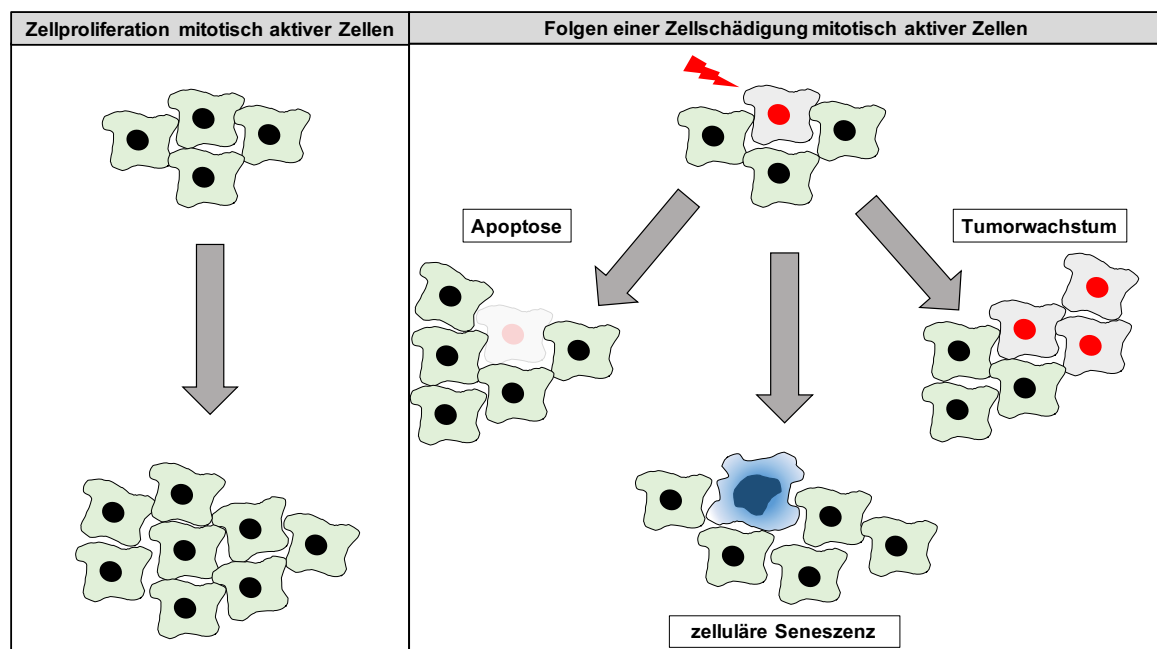 Zellproliferation mitotisch aktiver Zellen
Folgen einer Zellschädigung mitotisch aktiver Zellen
Apoptose
Tumorwachstum
zelluläre Seneszenz